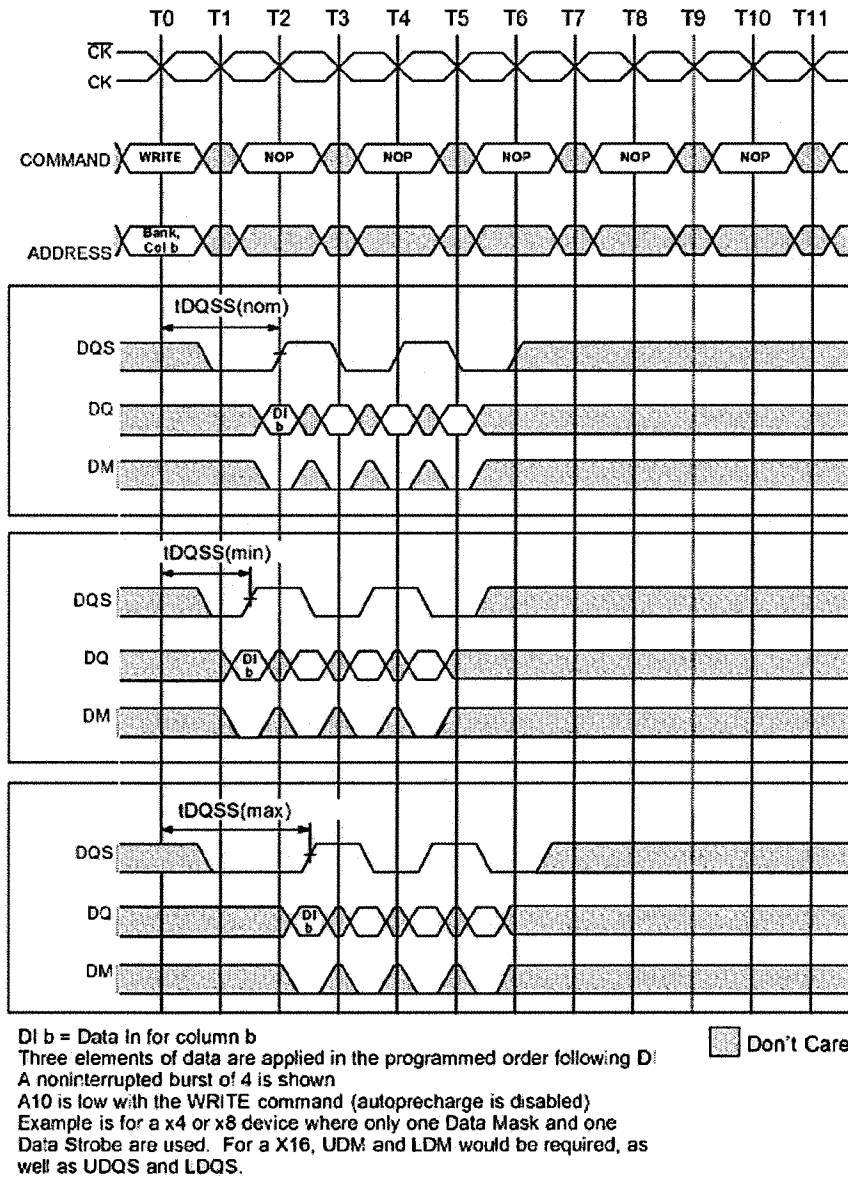 T0 T1 T2 T3 T4 T5 T6 T7 T8 T9 T10 T11
CK
CK
COMMAND WRITE NOP NOP NOP NOP NOP
ADDRESS Bank, Col b
tDQSS(nom)
DQS
DQ DI b
DM
tDQSS(min)
DQS
DQ DI b
DM
tDQSS(max)
DQS
DQ DI b
DM
DI b = Data In for column b
Three elements of data are applied in the programmed order following DI
A noninterrupted burst of 4 is shown
A10 is low with the WRITE command (autoprecharge is disabled)
Example is for a x4 or x8 device where only one Data Mask and one
Data Strobe are used. For a X16, UDM and LDM would be required, as
well as UDQS and LDQS.
Don't Care